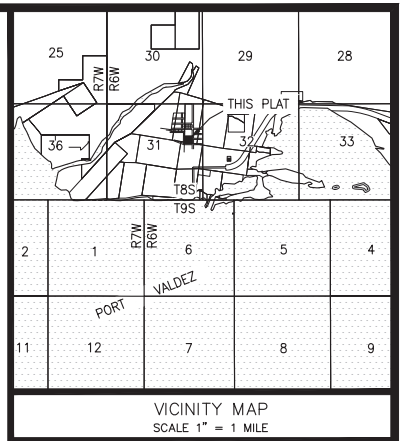 25
30
29
28
R7W R6W
THIS PLAT
36
31
32
33
T8S
T9S
2
1
R7W R6W
6
5
4
PORT VALDEZ
11
12
7
8
9
VICINITY MAP
SCALE 1" = 1 MILE